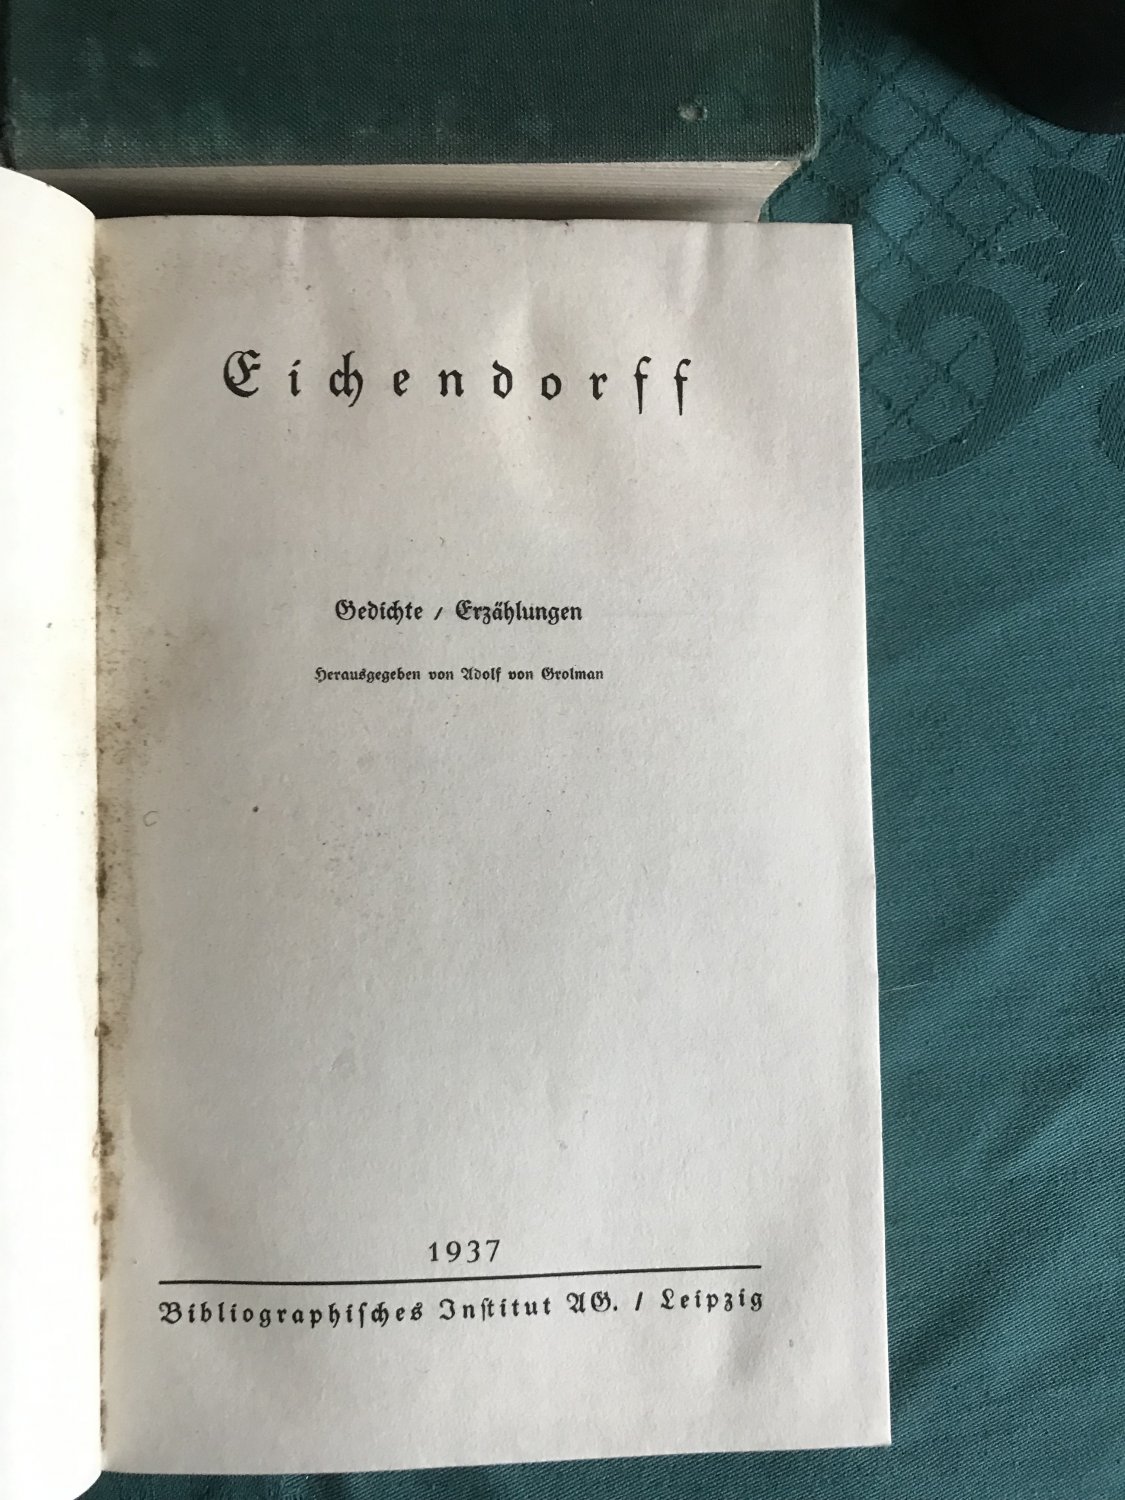 Eichendorff
Gedichte / Erzählungen
Herausgegeben von Adolf von Grolman
1937
Bibliographiſches Inſtitut AG. / Leipzig